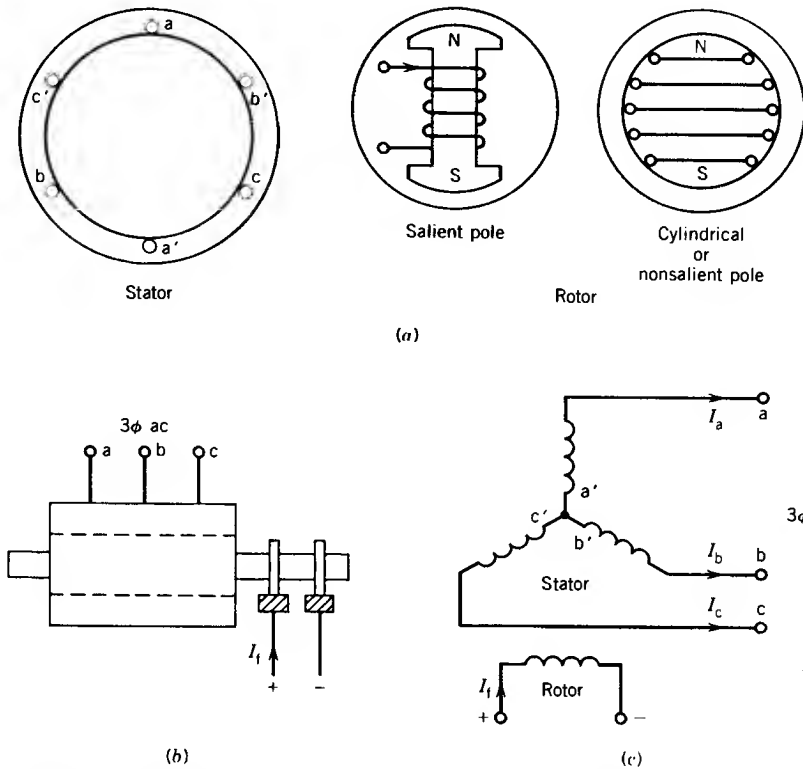 a
c'
b'
b
c
a'
Stator
N
S
Salient pole
N
S
Cylindrical
or
nonsalient pole
Rotor
(a)
3ϕ ac
a b c
I_f
+ −
(b)
I_a a
a'
c'
b'
3ϕ
I_b b
Stator
I_c c
I_f
Rotor
+ −
(c)